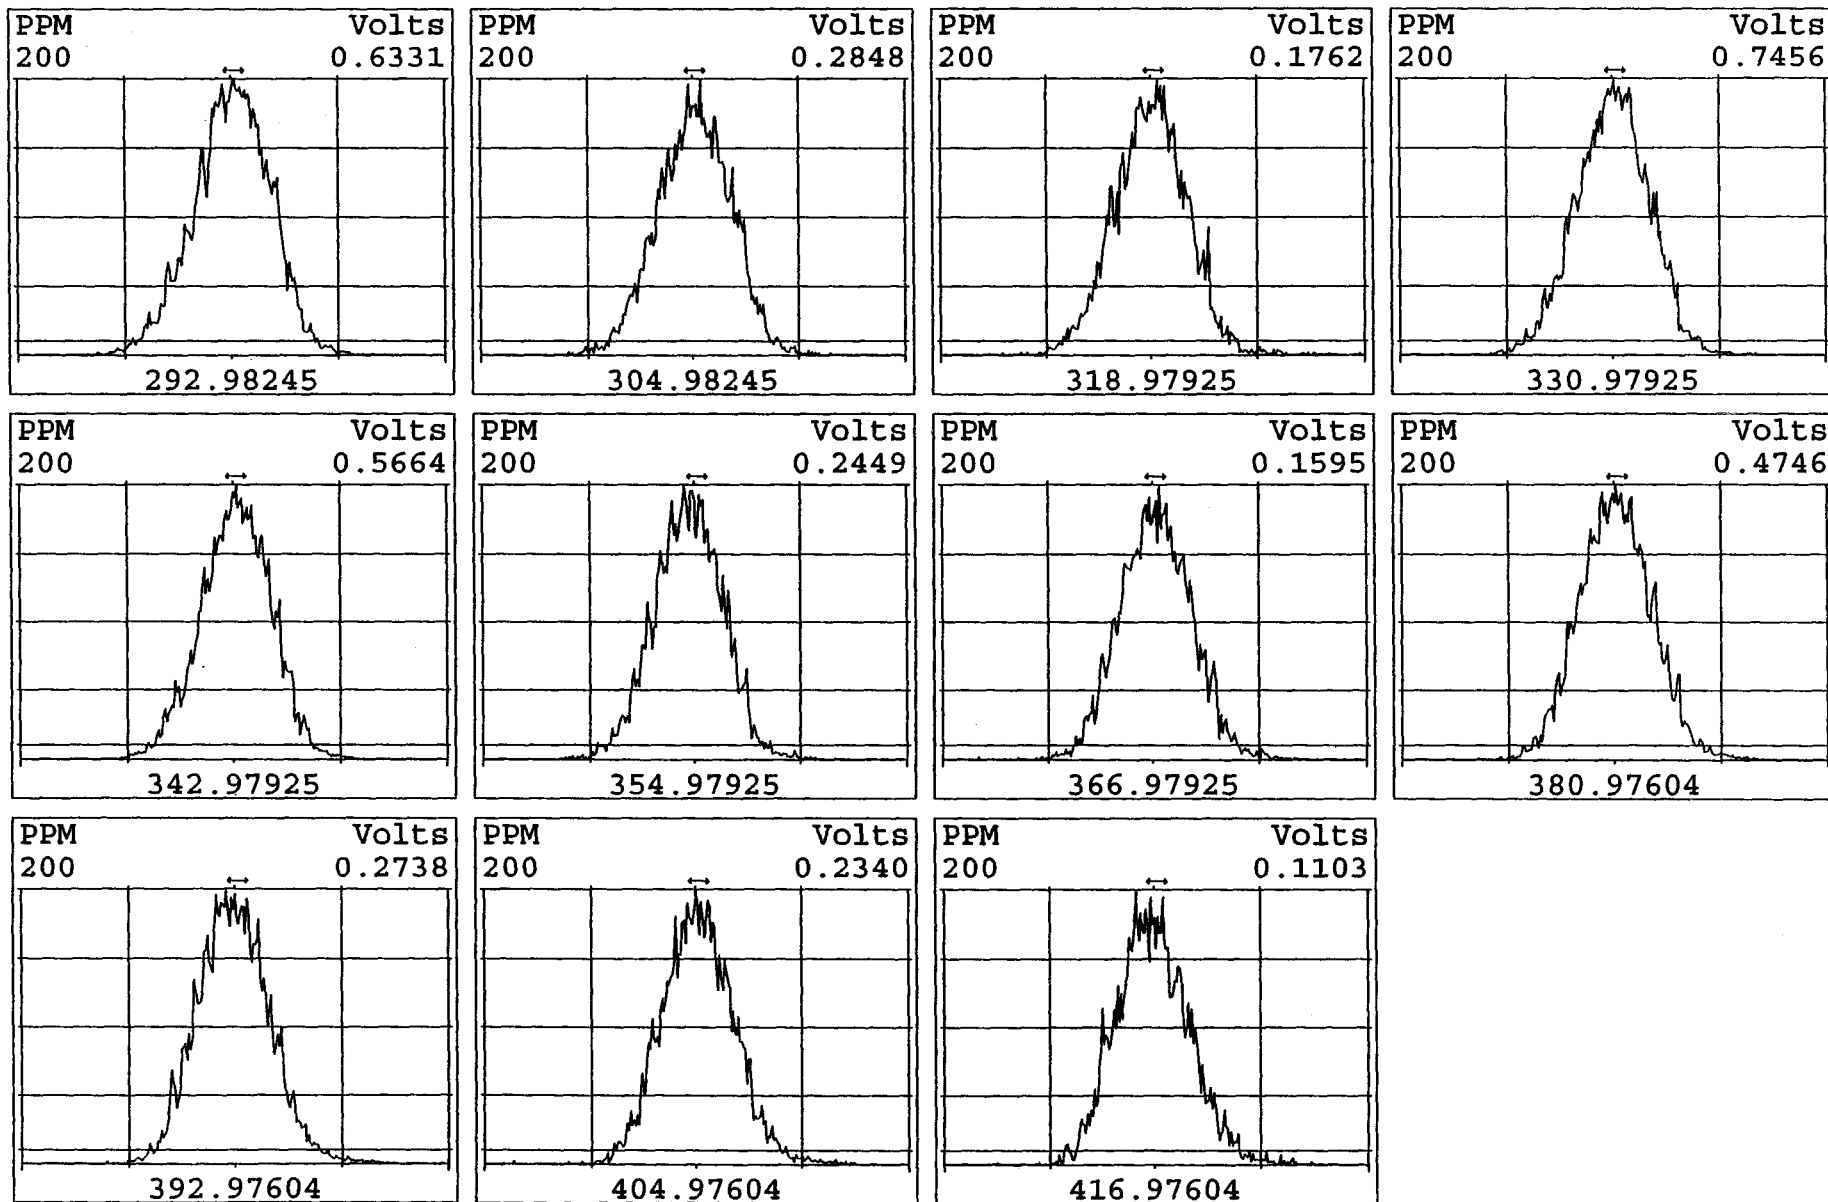 PPM Volts
200 0.6331
292.98245
PPM Volts
200 0.2848
304.98245
PPM Volts
200 0.1762
318.97925
PPM Volts
200 0.7456
330.97925
PPM Volts
200 0.5664
342.97925
PPM Volts
200 0.2449
354.97925
PPM Volts
200 0.1595
366.97925
PPM Volts
200 0.4746
380.97604
PPM Volts
200 0.2738
392.97604
PPM Volts
200 0.2340
404.97604
PPM Volts
200 0.1103
416.97604